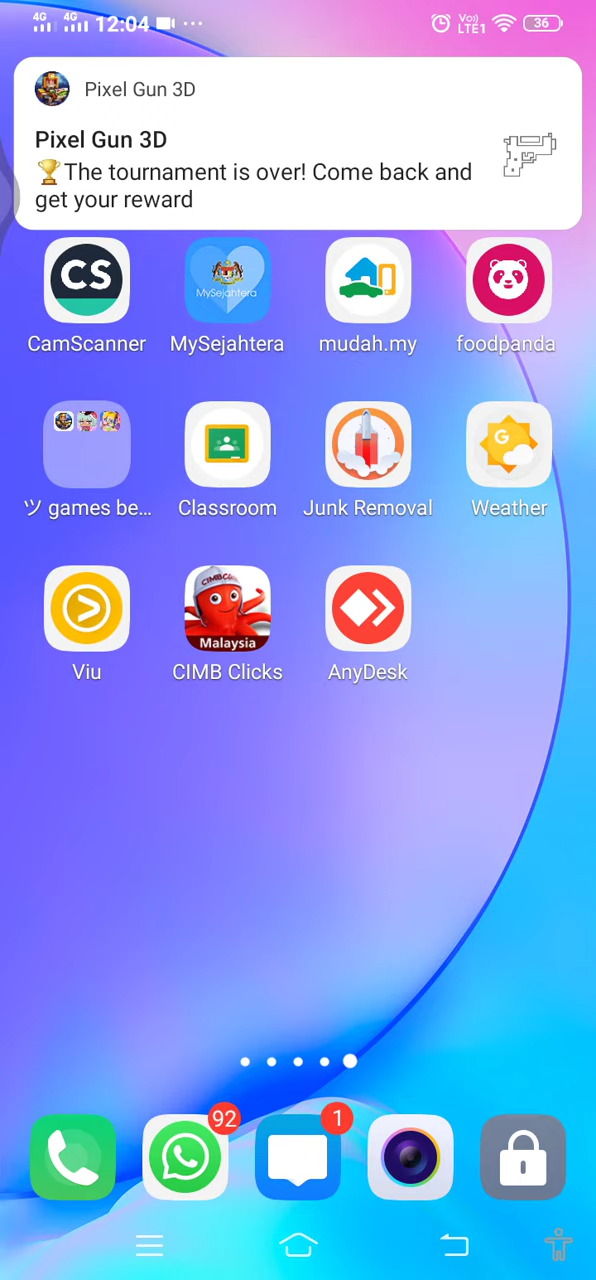 4G 4G 12:04 ... Vo)) LTE1 36
Pixel Gun 3D
Pixel Gun 3D
🏆The tournament is over! Come back and
get your reward
CS MySejahtera
CamScanner MySejahtera mudah.my foodpanda
G
ツ games be... Classroom Junk Removal Weather
CIMB
Malaysia
Viu CIMB Clicks AnyDesk
92 1